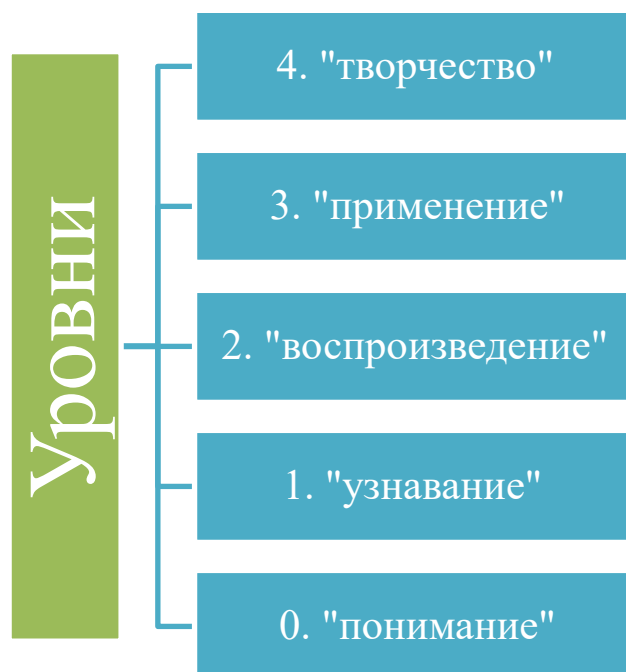 Уровни
4. "творчество"
3. "применение"
2. "воспроизведение"
1. "узнавание"
0. "понимание"